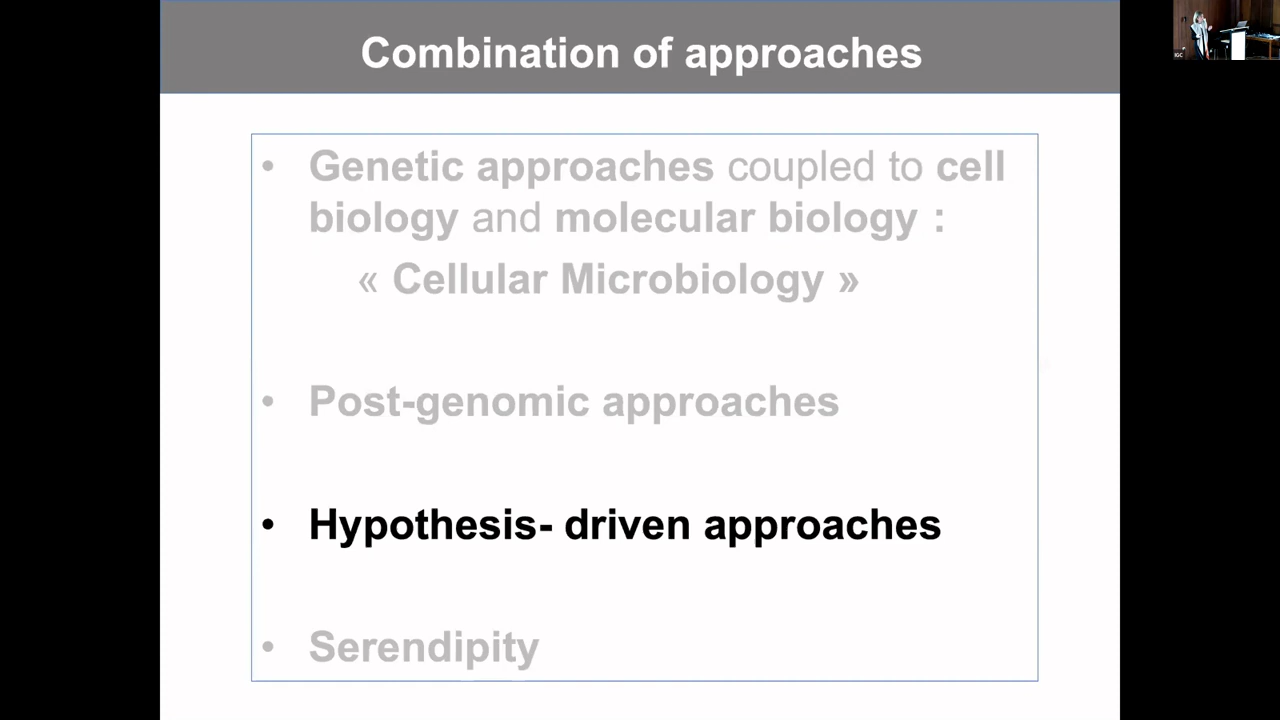 Combination of approaches
• Genetic approaches coupled to cell
biology and molecular biology :
« Cellular Microbiology »
• Post-genomic approaches
• Hypothesis- driven approaches
• Serendipity
IGC